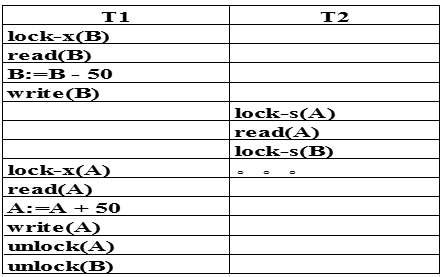 T1 T2
lock-x(B)
read(B)
B:=B - 50
write(B)
lock-s(A)
read(A)
lock-s(B)
lock-x(A) 。 。 。
read(A)
A:=A + 50
write(A)
unlock(A)
unlock(B)